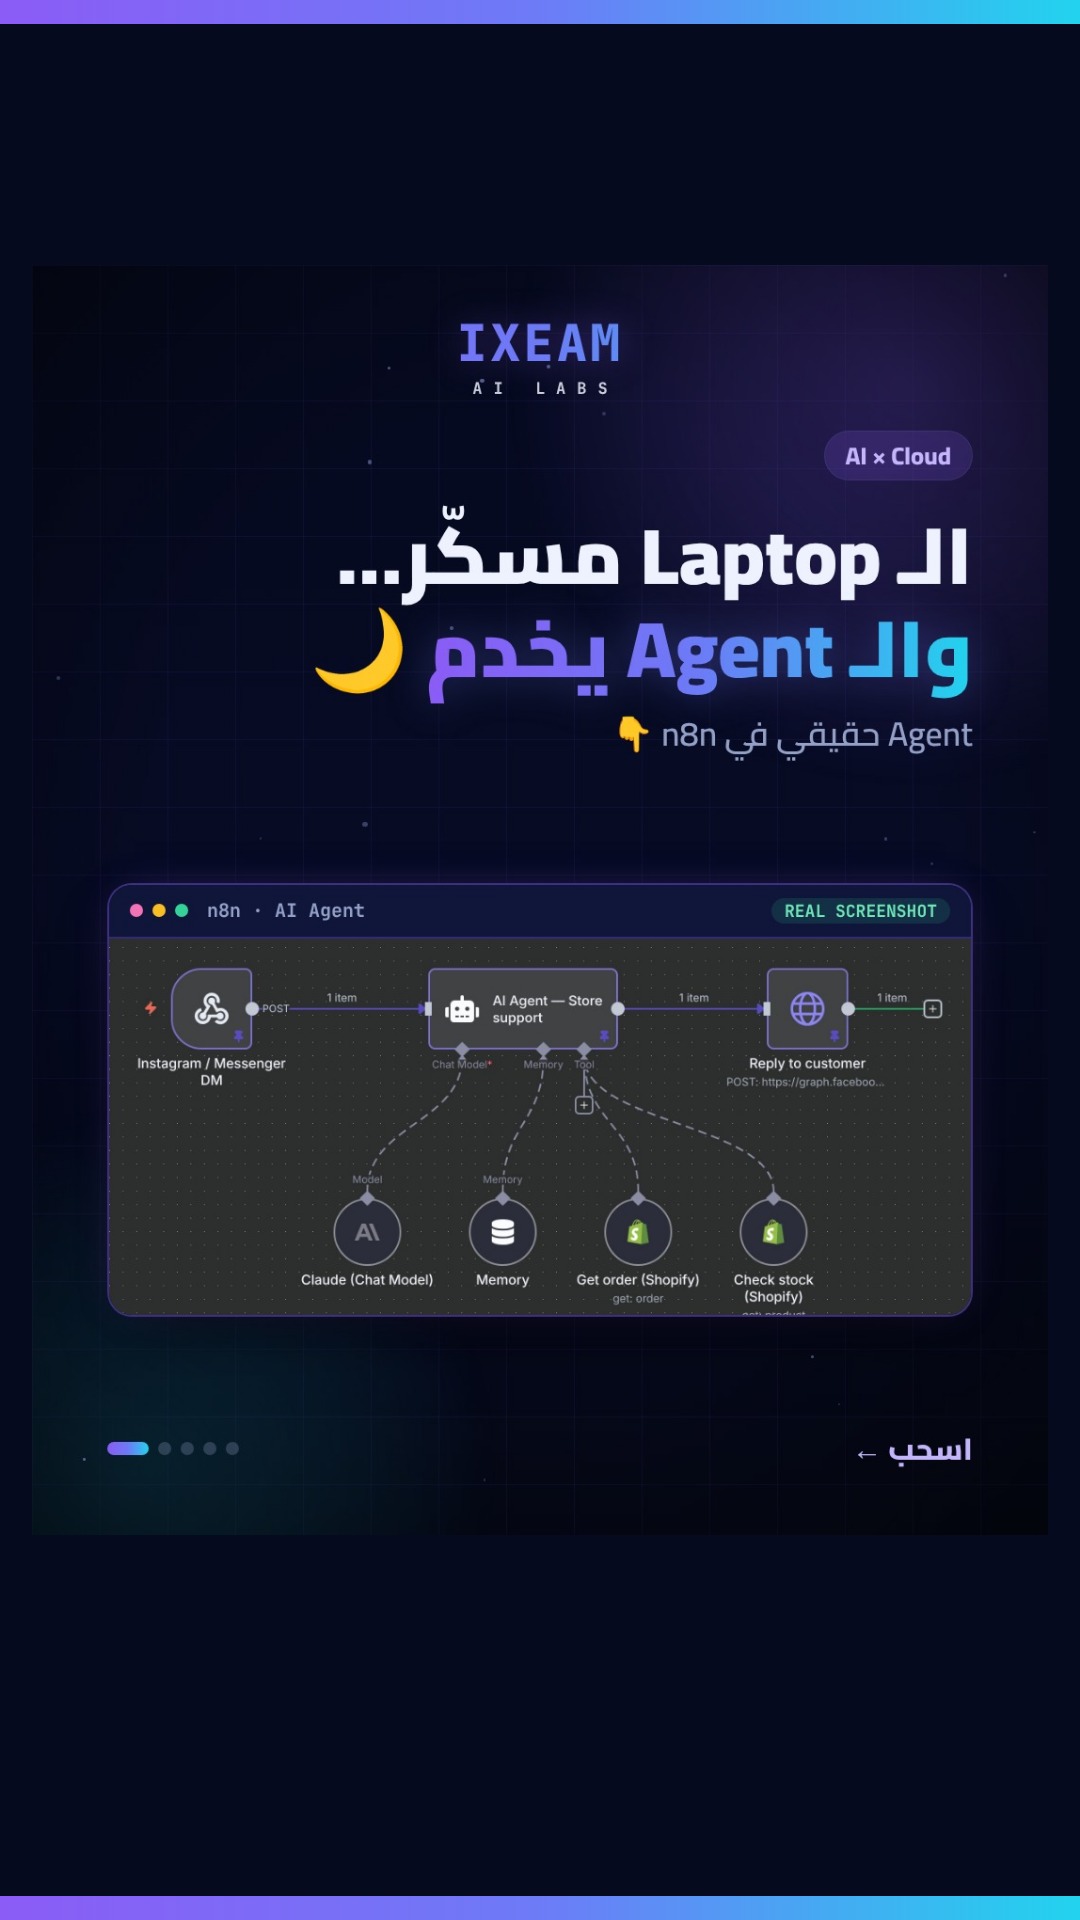 IXEAM
AI LABS
AI × Cloud
الـ Laptop مسكّر...
والـ Agent يخدم 🌙
Agent حقيقي في n8n 👇
n8n · AI Agent
REAL SCREENSHOT
POST
1 item
AI Agent — Store
support
1 item
1 item
Instagram / Messenger
DM
Chat Model*
Memory
Tool
Reply to customer
POST: https://graph.faceboo...
Model
Memory
Claude (Chat Model)
Memory
Get order (Shopify)
get: order
Check stock
(Shopify)
get: product
اسحب ←